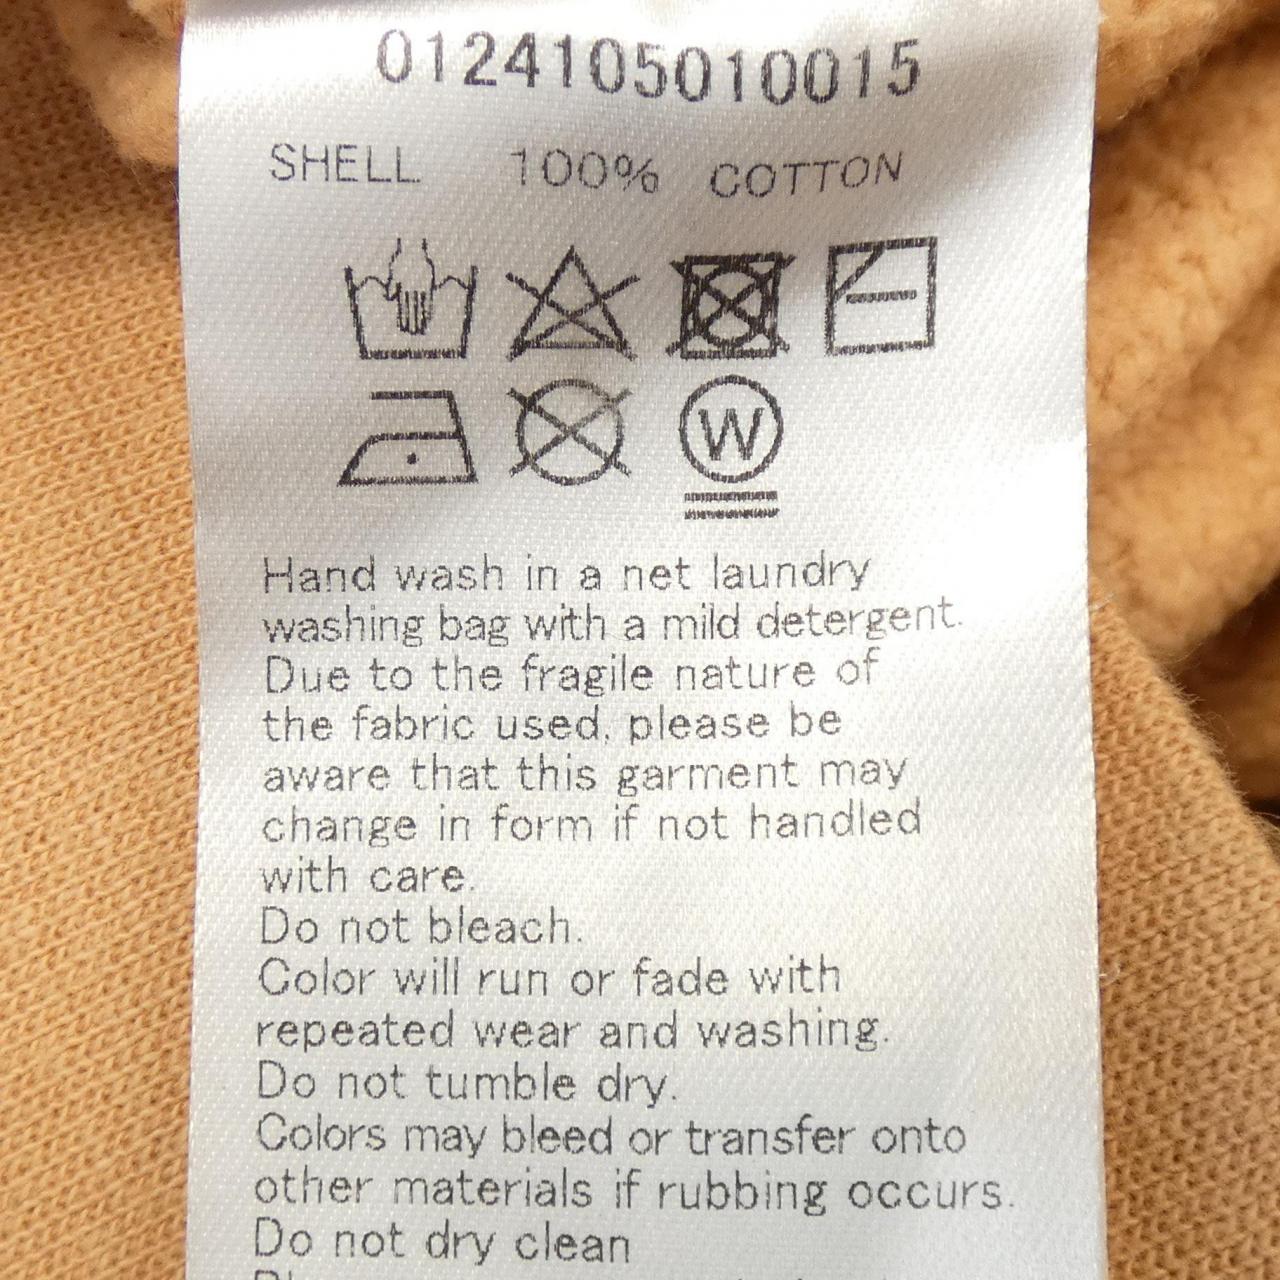 0124105010015
SHELL 100% COTTON
W
Hand wash in a net laundry
washing bag with a mild detergent.
Due to the fragile nature of
the fabric used, please be
aware that this garment may
change in form if not handled
with care.
Do not bleach.
Color will run or fade with
repeated wear and washing.
Do not tumble dry.
Colors may bleed or transfer onto
other materials if rubbing occurs.
Do not dry clean